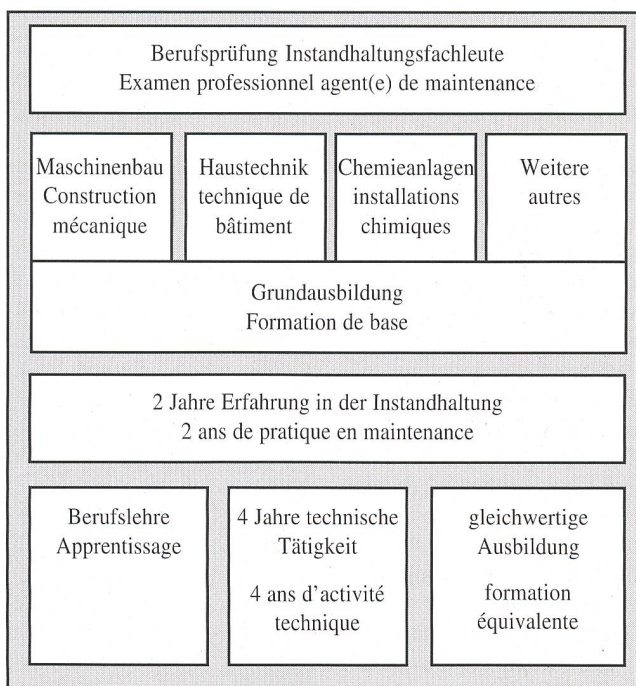 Berufsprüfung Instandhaltungsfachleute
Examen professionnel agent(e) de maintenance
Maschinenbau
Construction
mécanique
Haustechnik
technique de
bâtiment
Chemieanlagen
installations
chimiques
Weitere
autres
Grundausbildung
Formation de base
2 Jahre Erfahrung in der Instandhaltung
2 ans de pratique en maintenance
Berufslehre
Apprentissage
4 Jahre technische
Tätigkeit
4 ans d'activité
technique
gleichwertige
Ausbildung
formation
équivalente